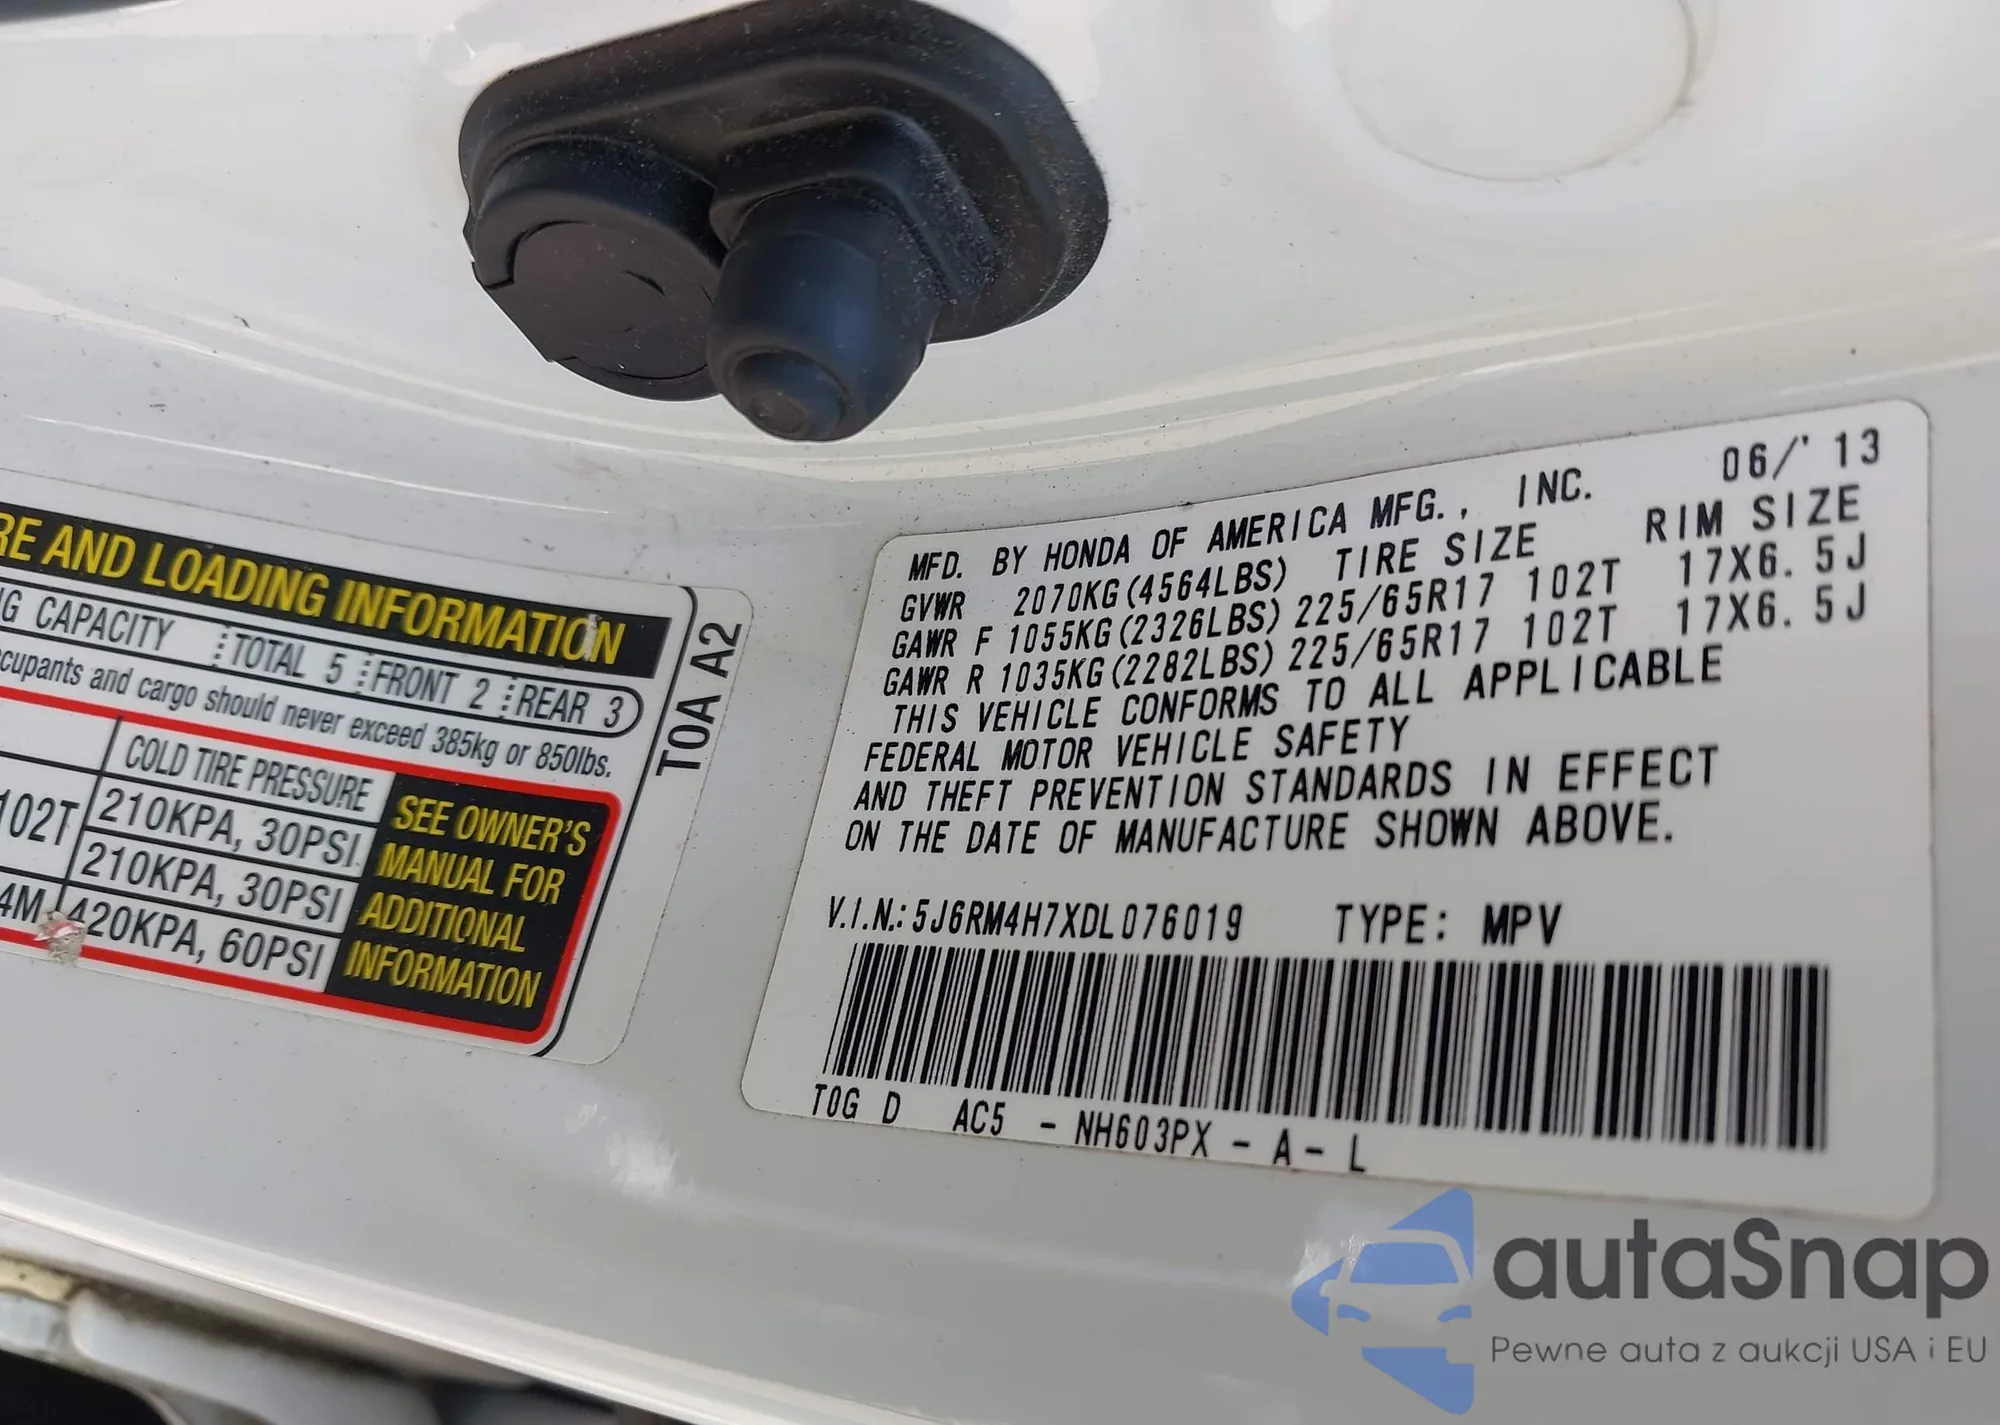 RE AND LOADING INFORMATION
NG CAPACITY TOTAL 5 FRONT 2 REAR 3
cupants and cargo should never exceed 385kg or 850lbs.
COLD TIRE PRESSURE
102T 210KPA, 30PSI
210KPA, 30PSI
4M 420KPA, 60PSI
SEE OWNER'S
MANUAL FOR
ADDITIONAL
INFORMATION
T0A A2
MFD. BY HONDA OF AMERICA MFG., INC. 06/'13
GVWR 2070KG(4564LBS) TIRE SIZE RIM SIZE
GAWR F 1055KG(2326LBS) 225/65R17 102T 17X6.5J
GAWR R 1035KG(2282LBS) 225/65R17 102T 17X6.5J
THIS VEHICLE CONFORMS TO ALL APPLICABLE
FEDERAL MOTOR VEHICLE SAFETY
AND THEFT PREVENTION STANDARDS IN EFFECT
ON THE DATE OF MANUFACTURE SHOWN ABOVE.
V.I.N.: 5J6RM4H7XDL076019 TYPE: MPV
T0G D AC5 - NH603PX - A - L
autaSnap
Pewne auta z aukcji USA i EU